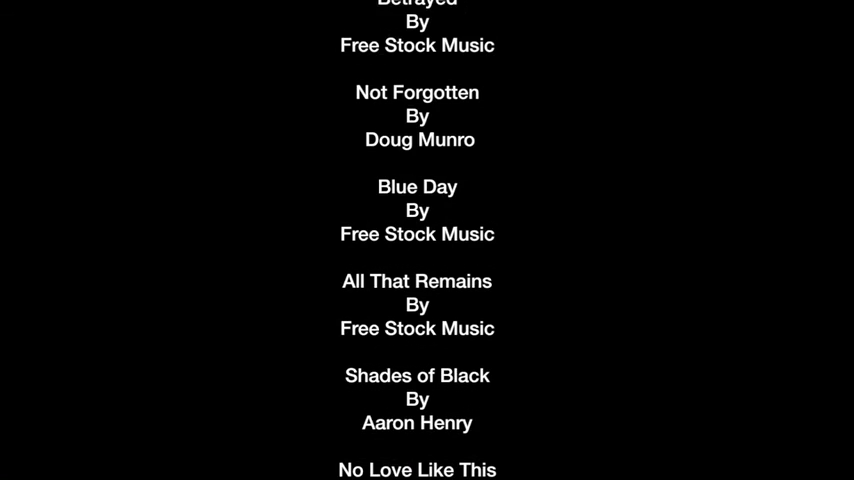 Betrayed
By
Free Stock Music
Not Forgotten
By
Doug Munro
Blue Day
By
Free Stock Music
All That Remains
By
Free Stock Music
Shades of Black
By
Aaron Henry
No Love Like This